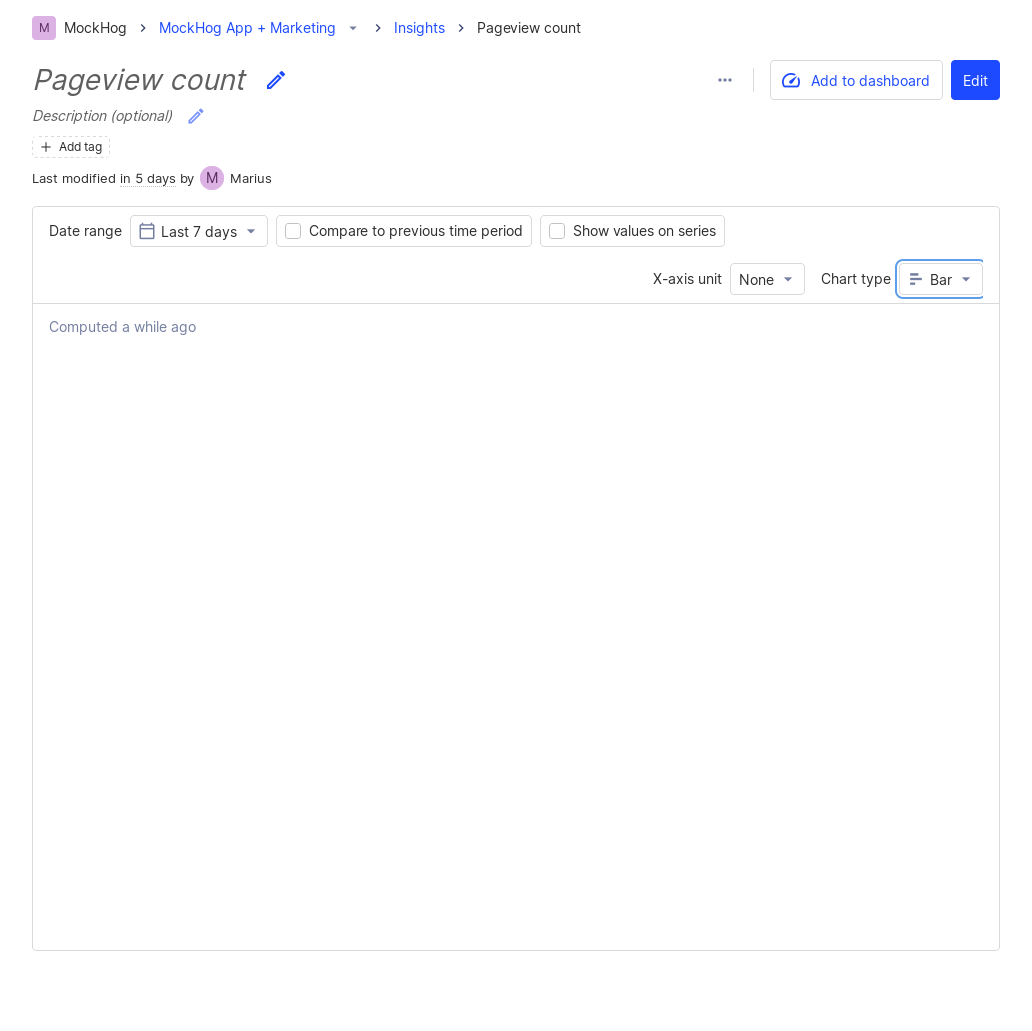 M MockHog MockHog App + Marketing Insights Pageview count
Pageview count
Add to dashboard Edit
Description (optional)
Add tag
Last modified in 5 days by M Marius
Date range Last 7 days Compare to previous time period Show values on series
X-axis unit None Chart type Bar
Computed a while ago